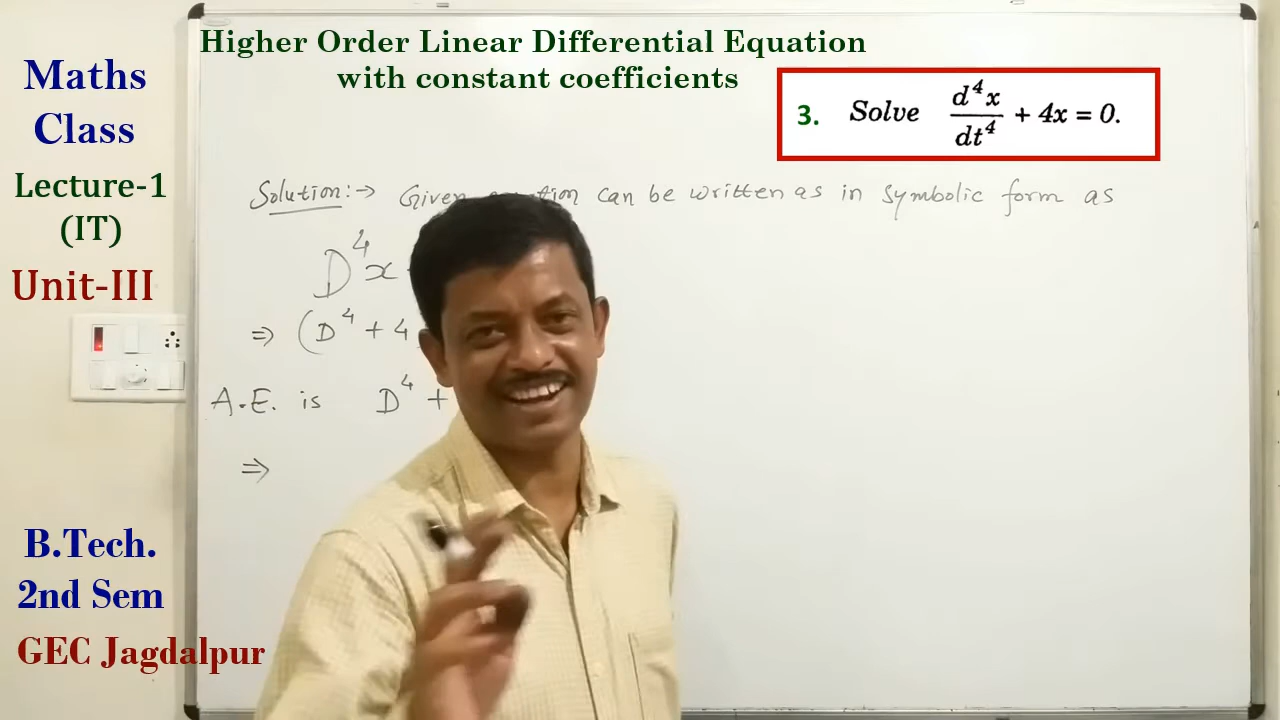 Higher Order Linear Differential Equation
with constant coefficients
Maths
Class
Lecture-1
(IT)
Unit-III
3. Solve d⁴x/dt⁴ + 4x = 0.
Solution:→ Given can be written as in symbolic form as
D⁴x
⇒ (D⁴ + 4
A.E. is D⁴ +
⇒
B.Tech.
2nd Sem
GEC Jagdalpur